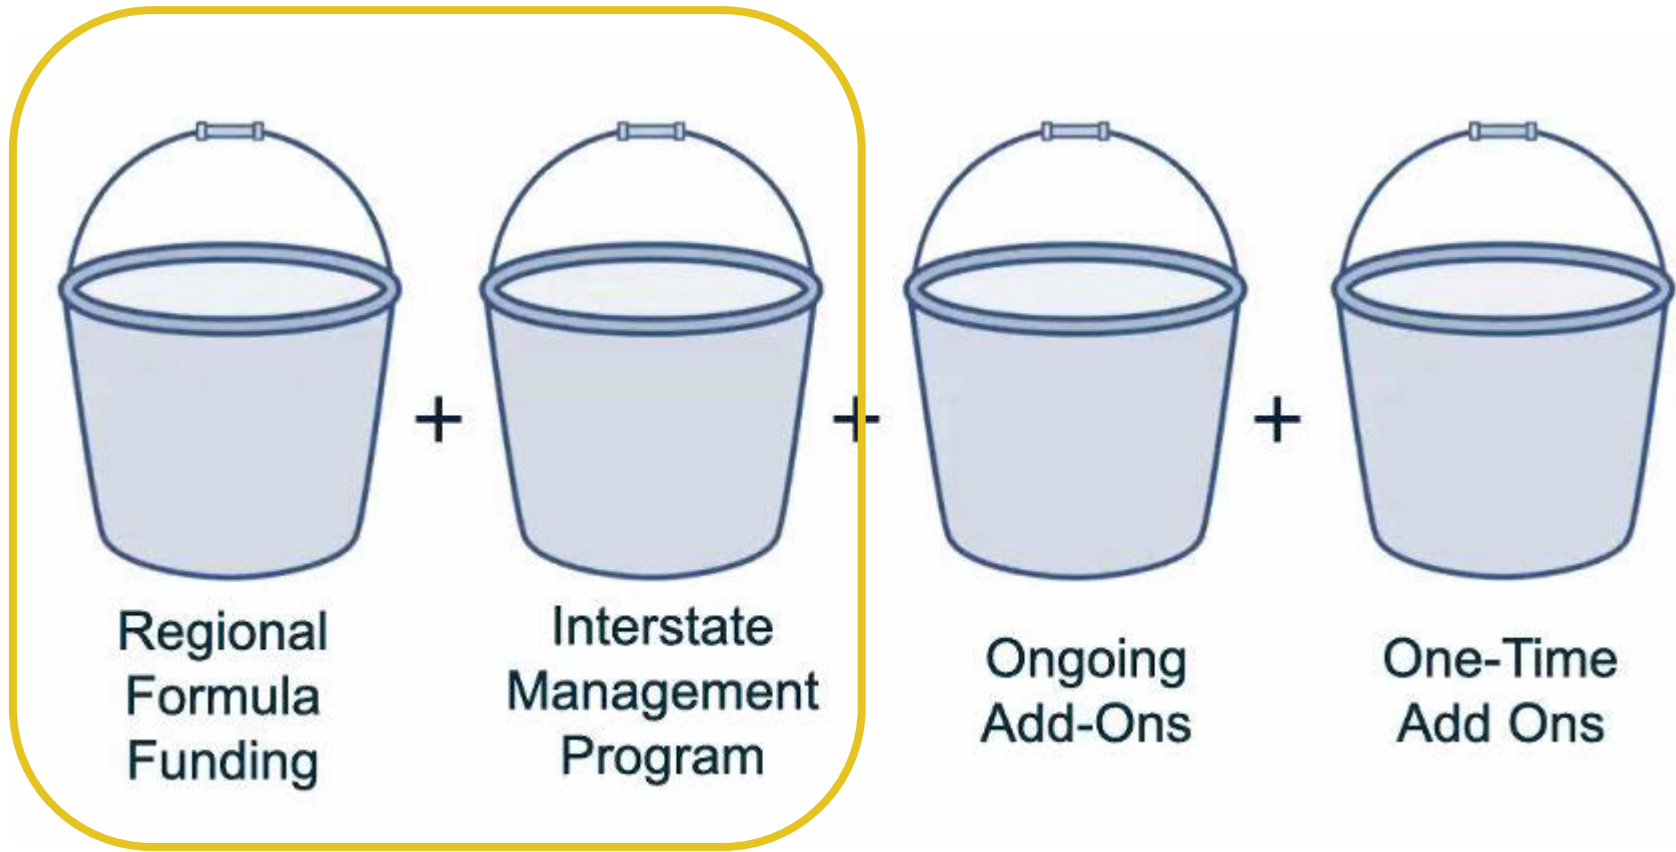 Regional
Formula
Funding
+
Interstate
Management
Program
+
Ongoing
Add-Ons
+
One-Time
Add Ons